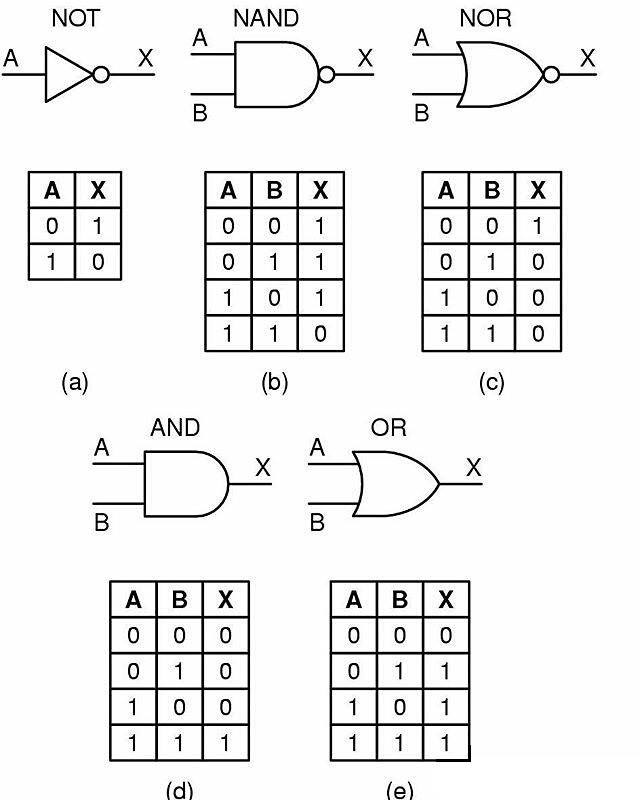 NOT NAND NOR
A X A B X A B X
A X
0 1
1 0
A B X
0 0 1
0 1 1
1 0 1
1 1 0
A B X
0 0 1
0 1 0
1 0 0
1 1 0
(a) (b) (c)
AND OR
A B X A B X
A B X
0 0 0
0 1 0
1 0 0
1 1 1
A B X
0 0 0
0 1 1
1 0 1
1 1 1
(d) (e)